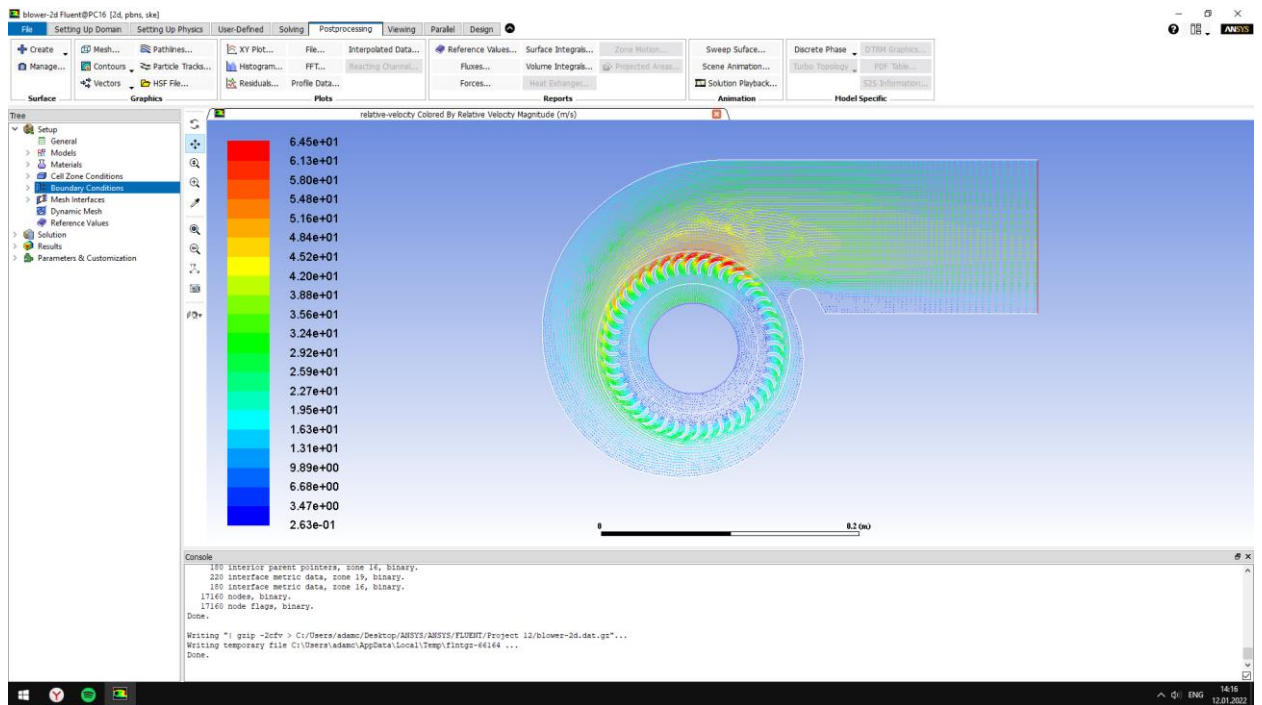 blower-2d Fluent@PC16 [2d, pbns, ske]
File Setting Up Domain Setting Up Physics User-Defined Solving Postprocessing Viewing Parallel Design ANSYS
Create Mesh... Pathlines... XY Plot... File... Interpolated Data... Reference Values... Surface Integrals... Zone Motion... Sweep Suface... Discrete Phase DTRM Graphics...
Manage... Contours Particle Tracks... Histogram... FFT... Reacting Channel... Fluxes... Volume Integrals... Projected Areas... Scene Animation... Turbo Topology PDF Table...
Vectors HSF File... Residuals... Profile Data... Forces... Heat Exhanger... Solution Playback... S2S Information...
Surface Graphics Plots Reports Animation Model Specific
Tree
Setup
General
Models
Materials
Cell Zone Conditions
Boundary Conditions
Mesh Interfaces
Dynamic Mesh
Reference Values
Solution
Results
Parameters & Customization
relative-velocity Colored By Relative Velocity Magnitude (m/s)
6.45e+01
6.13e+01
5.80e+01
5.48e+01
5.16e+01
4.84e+01
4.52e+01
4.20e+01
3.88e+01
3.56e+01
3.24e+01
2.92e+01
2.59e+01
2.27e+01
1.95e+01
1.63e+01
1.31e+01
9.89e+00
6.68e+00
3.47e+00
2.63e-01
0 0.2 (m)
Console
180 interior parent pointers, zone 16, binary.
220 interface metric data, zone 19, binary.
180 interface metric data, zone 16, binary.
17160 nodes, binary.
17160 node flags, binary.
Done.
Writing "| gzip -2cfv > C:/Users/adamc/Desktop/ANSYS/ANSYS/FLUENT/Project 12/blower-2d.dat.gz"...
Writing temporary file C:\Users\adamc\AppData\Local\Temp\flntgz-66164 ...
Done.
ENG 14:16
12.01.2022